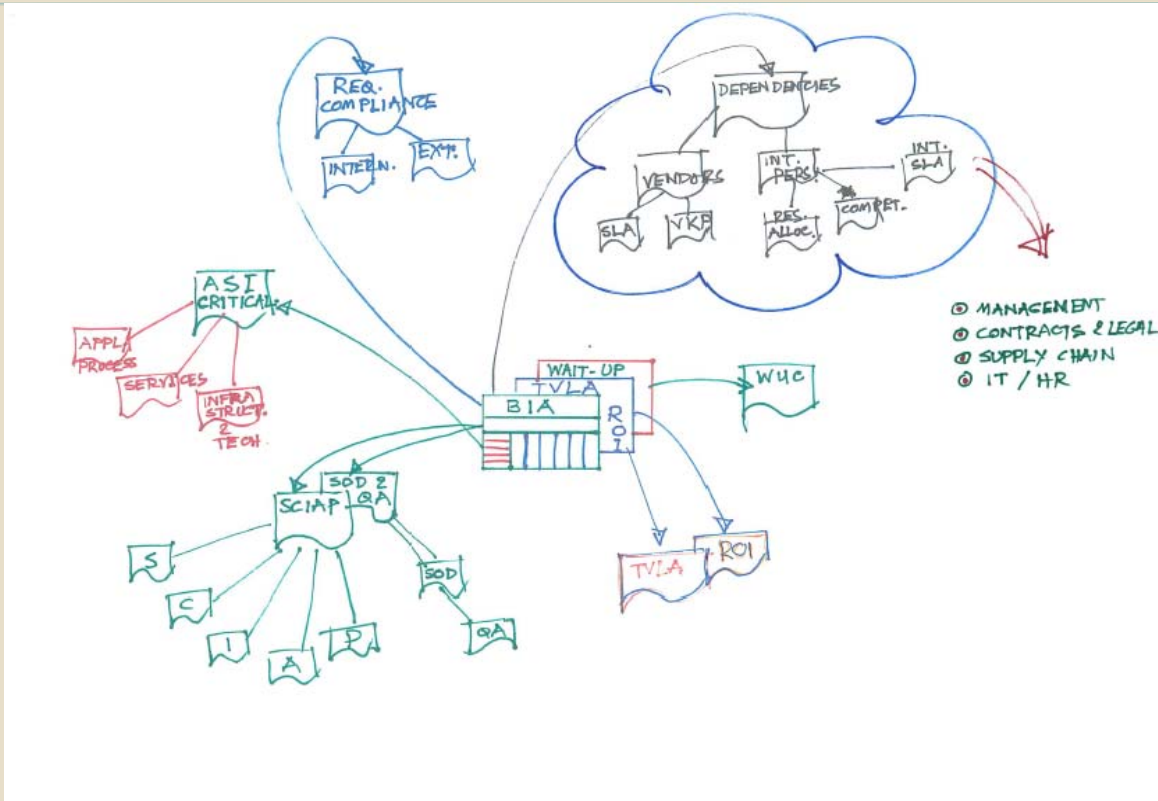 REQ.
COMPLIANCE
INTERN.
EXT.
DEPENDENCIES
VENDORS
INT.
PERS.
INT.
SLA
SLA
VKP
RES.
ALLOC.
COMPET.
MANAGEMENT
CONTRACTS & LEGAL
SUPPLY CHAIN
IT / HR
ASI
CRITICAL.
APPL/
PROCESS
SERVICES
INFRA
STRUCT.
2
TECH.
WAIT-UP
TVLA
BIA
ROI
WUC
SOD 2
QA
SCIAP
S
C
I
A
P
SOD
QA
TVLA
ROI